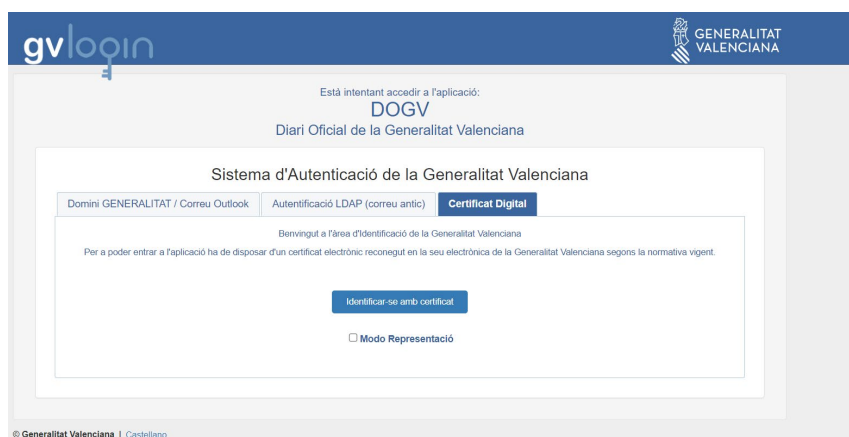 gvlogin
GENERALITAT
VALENCIANA
Està intentant accedir a l'aplicació:
DOGV
Diari Oficial de la Generalitat Valenciana
Sistema d'Autenticació de la Generalitat Valenciana
Domini GENERALITAT / Correu Outlook
Autentificació LDAP (correu antic)
Certificat Digital
Benvingut a l'àrea d'Identificació de la Generalitat Valenciana
Per a poder entrar a l'aplicació ha de disposar d'un certificat electrònic reconegut en la seu electrònica de la Generalitat Valenciana segons la normativa vigent.
Identificar-se amb certificat
Modo Representació
© Generalitat Valenciana | Castellano